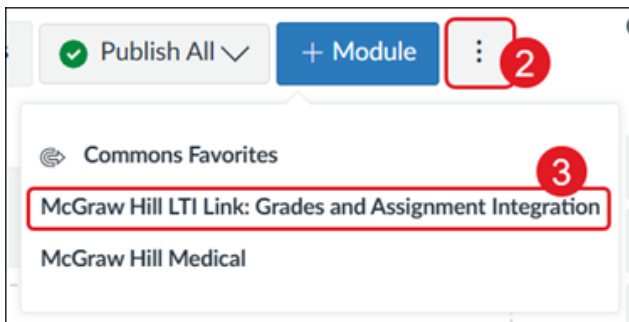 Publish All
+ Module
2
Commons Favorites
3
McGraw Hill LTI Link: Grades and Assignment Integration
McGraw Hill Medical